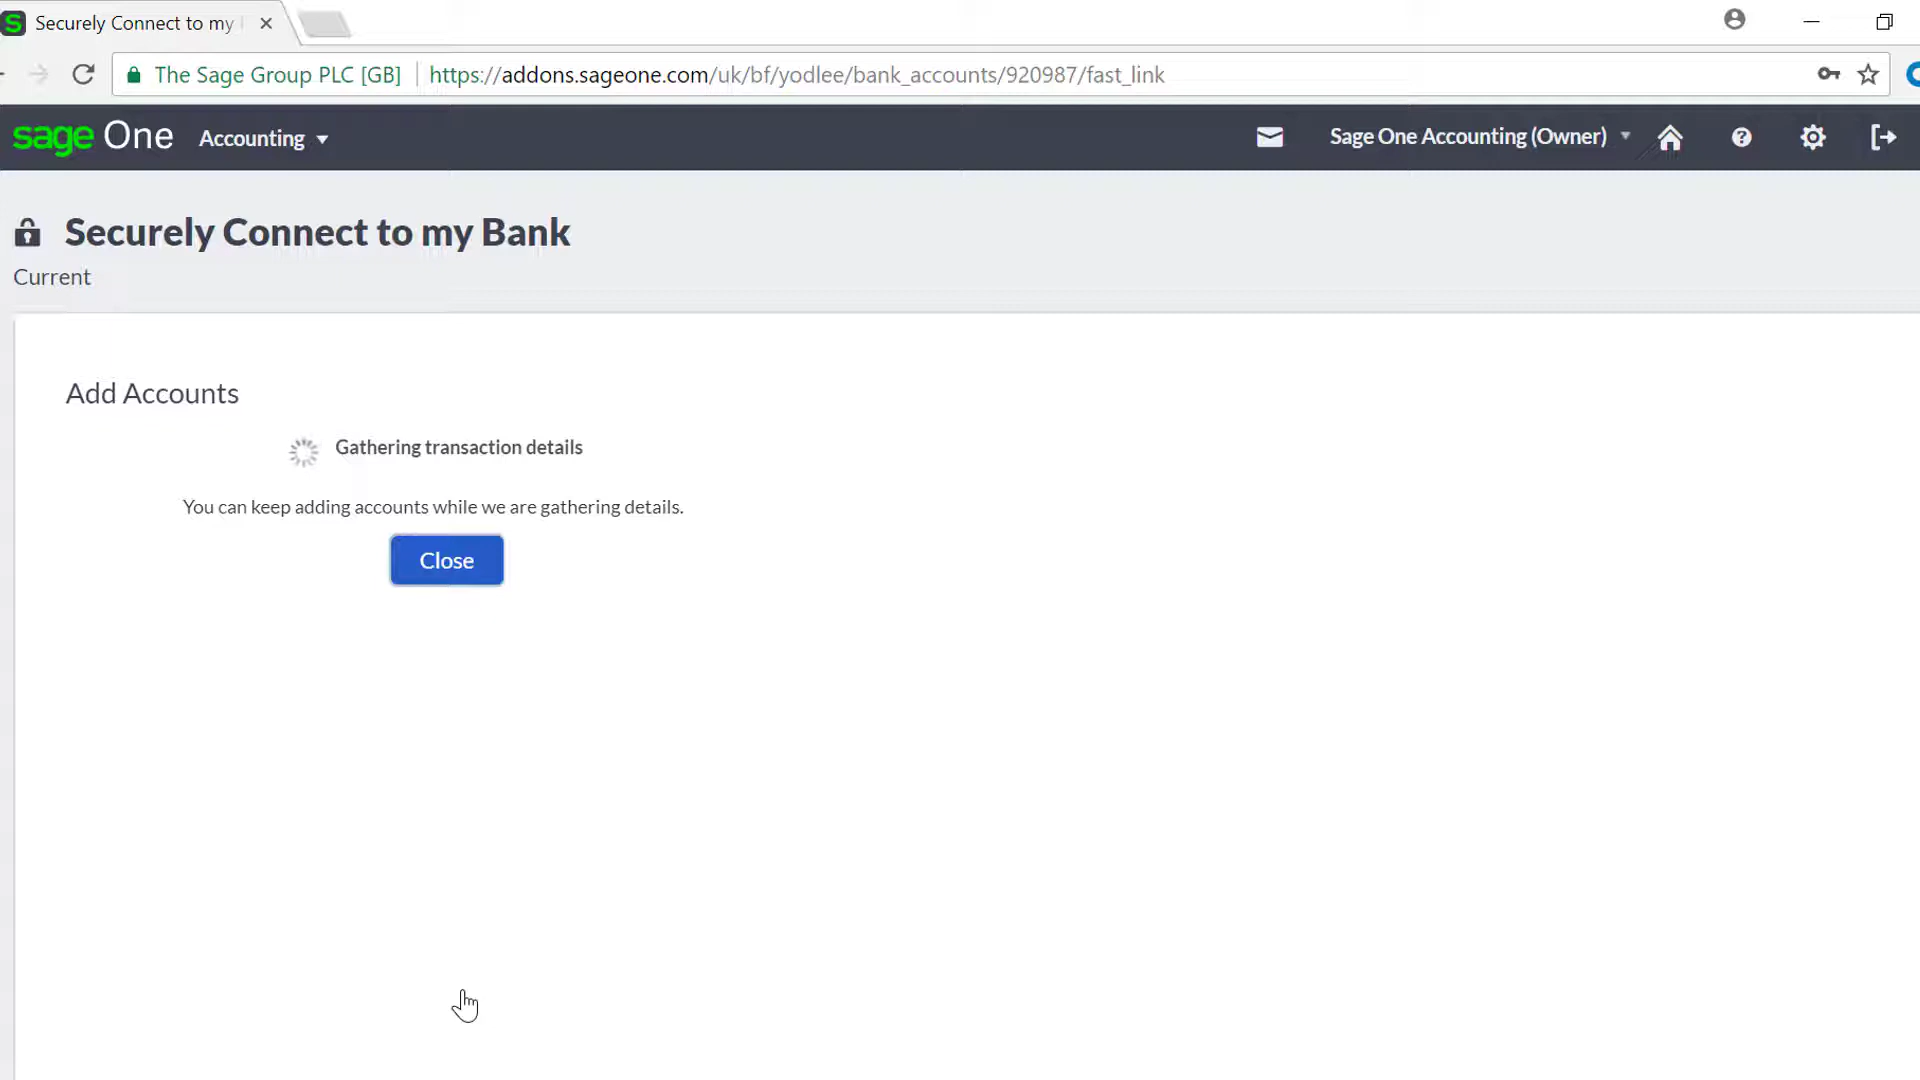 Securely Connect to my
The Sage Group PLC [GB] https://addons.sageone.com/uk/bf/yodlee/bank_accounts/920987/fast_link
sage One Accounting Sage One Accounting (Owner)
Securely Connect to my Bank
Current
Add Accounts
Gathering transaction details
You can keep adding accounts while we are gathering details.
Close